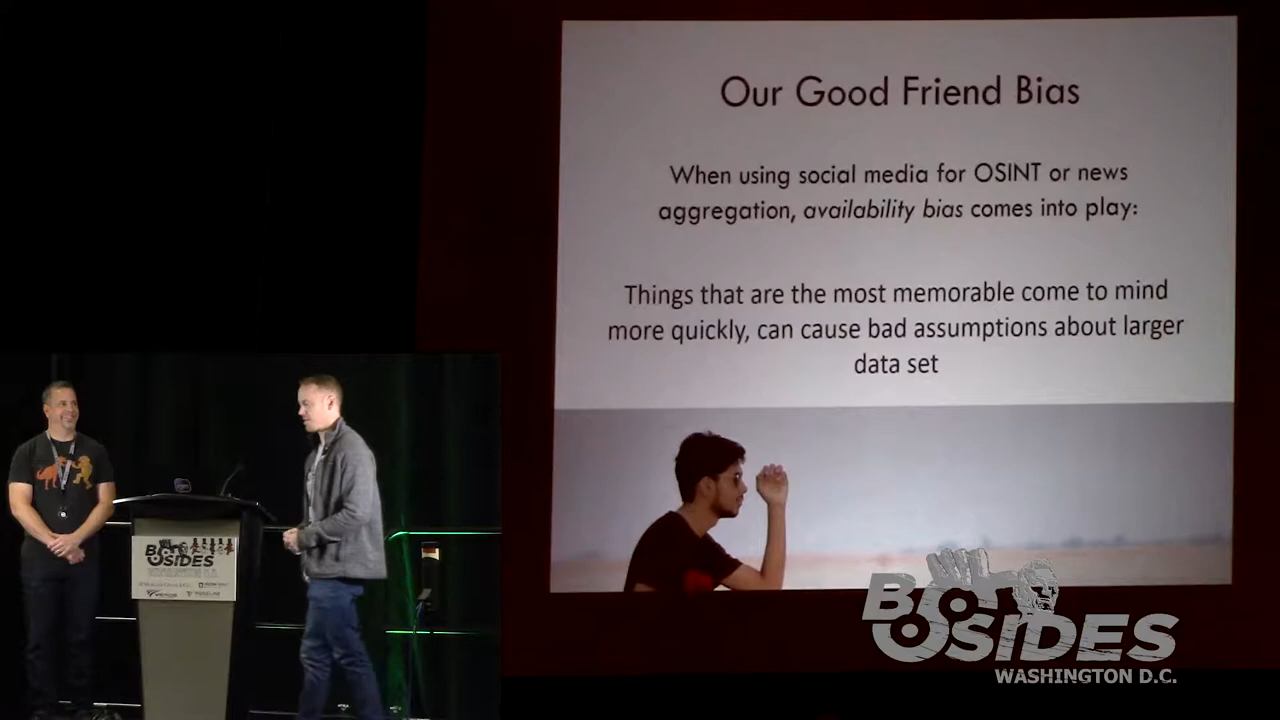 Our Good Friend Bias
When using social media for OSINT or news
aggregation, availability bias comes into play:
Things that are the most memorable come to mind
more quickly, can cause bad assumptions about larger
data set
BSIDES
BSIDES
WASHINGTON D.C.